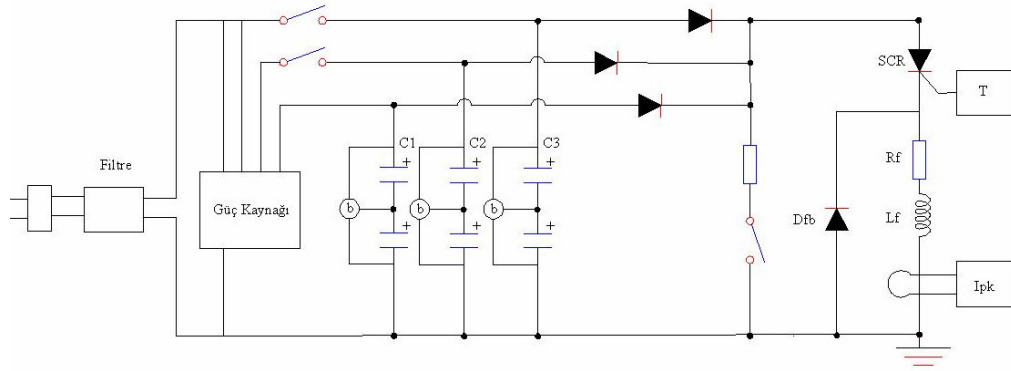 SCR
T
C1
C2
C3
+
+
+
Filtre
Rf
Güç Kaynağı
b
b
b
Dfb
Lf
+
+
+
Ipk